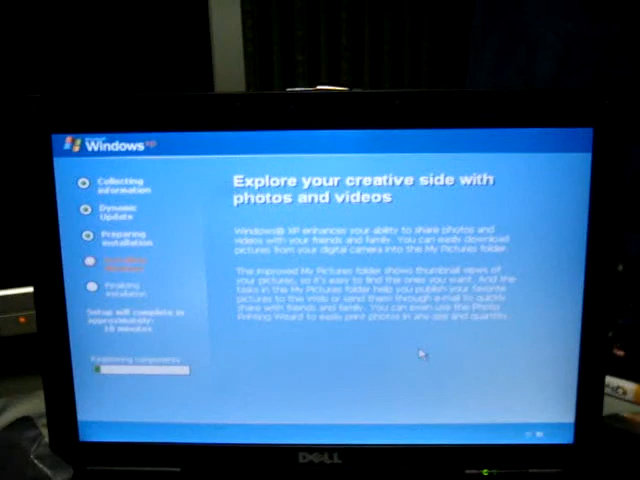 Windows xp
Collecting
information
Dynamic
Update
Preparing
installation
Installing
Windows
Finalizing
installation
Setup will complete in
approximately:
Registering components
Explore your creative side with
photos and videos
Windows® XP enhances your ability to share photos and
videos with your friends and family. You can easily download
pictures from your digital camera into the My Pictures folder.
The improved My Pictures folder shows thumbnail views of
your pictures, so it's easy to find the ones you want. And the
tasks in the My Pictures folder help you publish your favorite
pictures to the Web or send them through e-mail to quickly
share with friends and family. You can even use the Photo
Printing Wizard to easily print photos in any size and quantity.
DELL